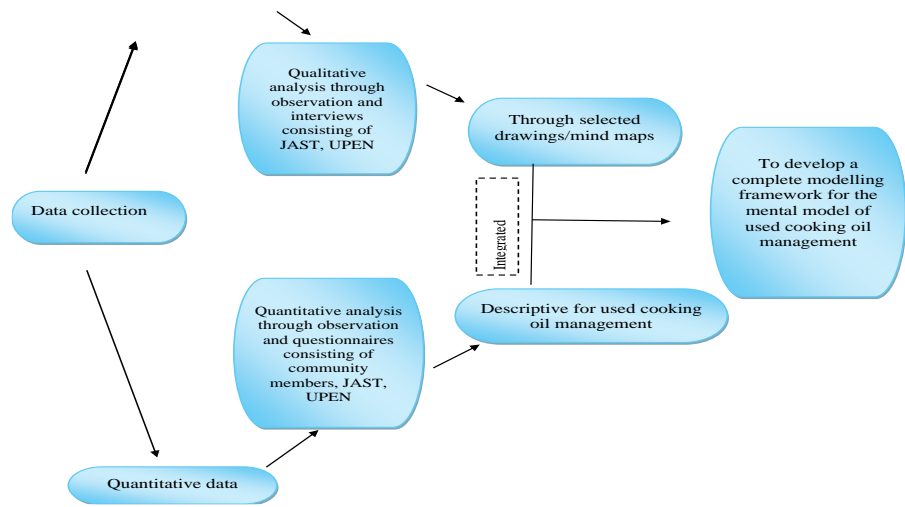 Qualitative
analysis through
observation and
interviews
consisting of
JAST, UPEN
Through selected
drawings/mind maps
To develop a
complete modelling
framework for the
mental model of
used cooking oil
management
Data collection
Integrated
Quantitative analysis
through observation
and questionnaires
consisting of
community
members, JAST,
UPEN
Descriptive for used cooking
oil management
Quantitative data